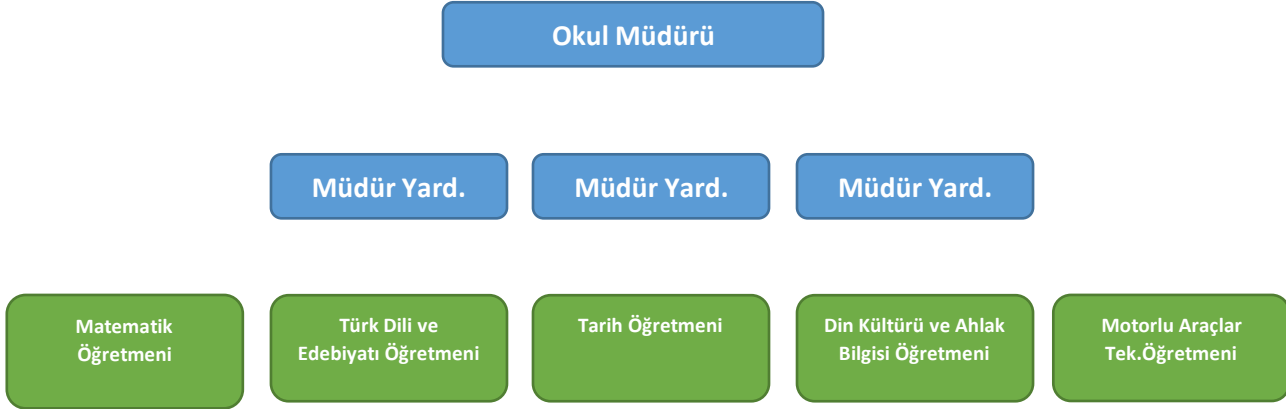 Okul Müdürü
Müdür Yard.
Müdür Yard.
Müdür Yard.
Matematik
Öğretmeni
Türk Dili ve
Edebiyatı Öğretmeni
Tarih Öğretmeni
Din Kültürü ve Ahlak
Bilgisi Öğretmeni
Motorlu Araçlar
Tek.Öğretmeni